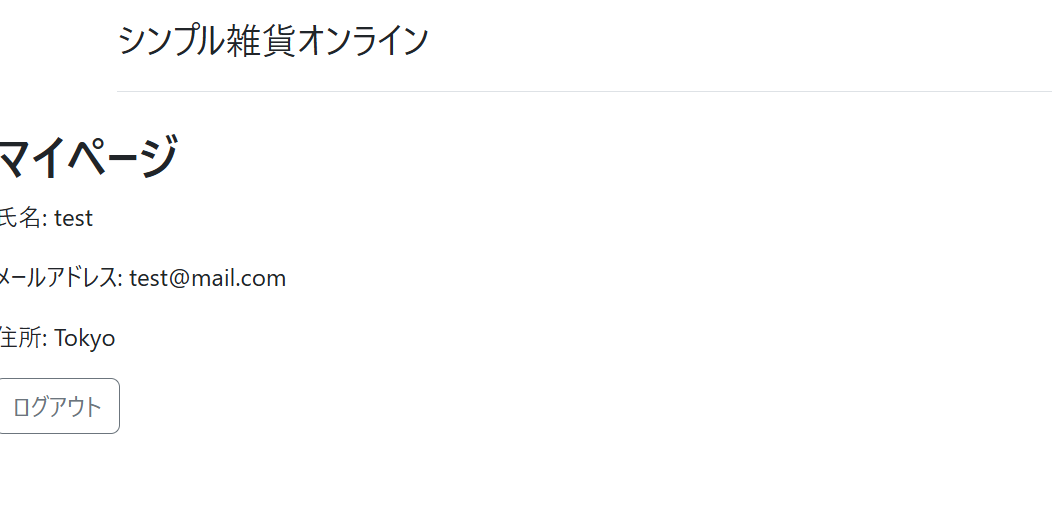 シンプル雑貨オンライン
マイページ
氏名: test
メールアドレス: test@mail.com
住所: Tokyo
ログアウト